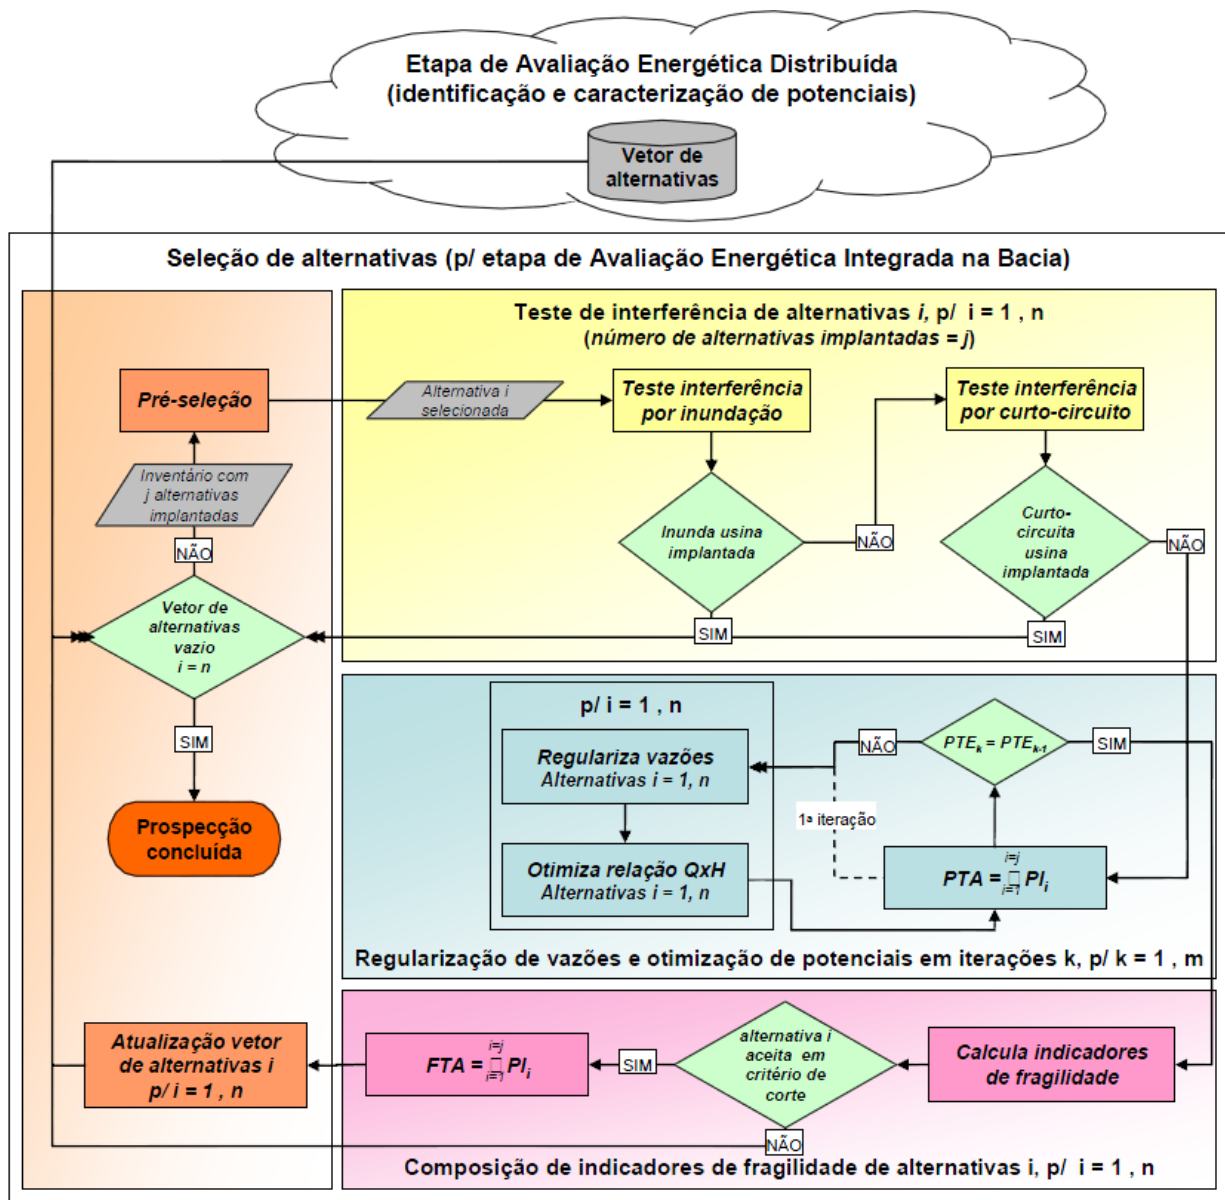 Etapa de Avaliação Energética Distribuída
(identificação e caracterização de potenciais)
Vetor de
alternativas
Seleção de alternativas (p/ etapa de Avaliação Energética Integrada na Bacia)
Teste de interferência de alternativas i, p/ i = 1 , n
(número de alternativas implantadas = j)
Pré-seleção
Alternativa i
selecionada
Teste interferência
por inundação
Teste interferência
por curto-circuito
Inventário com
j alternativas
implantadas
NÃO
Inunda usina
implantada
NÃO
Curto-
circuita
usina
implantada
NÃO
Vetor de
alternativas
vazio
i = n
SIM
SIM
SIM
Prospecção
concluída
p/ i = 1 , n
Regulariza vazões
Alternativas i = 1, n
Otimiza relação QxH
Alternativas i = 1, n
NÃO
PTEk = PTEk-1
SIM
1ª iteração
i=j
PTA = □ PIi
i=1
Regularização de vazões e otimização de potenciais em iterações k, p/ k = 1 , m
Atualização vetor
de alternativas i
p/ i = 1 , n
i=j
FTA = □ PIi
i=1
SIM
alternativa i
aceita em
critério de
corte
NÃO
Calcula indicadores
de fragilidade
Composição de indicadores de fragilidade de alternativas i, p/ i = 1 , n